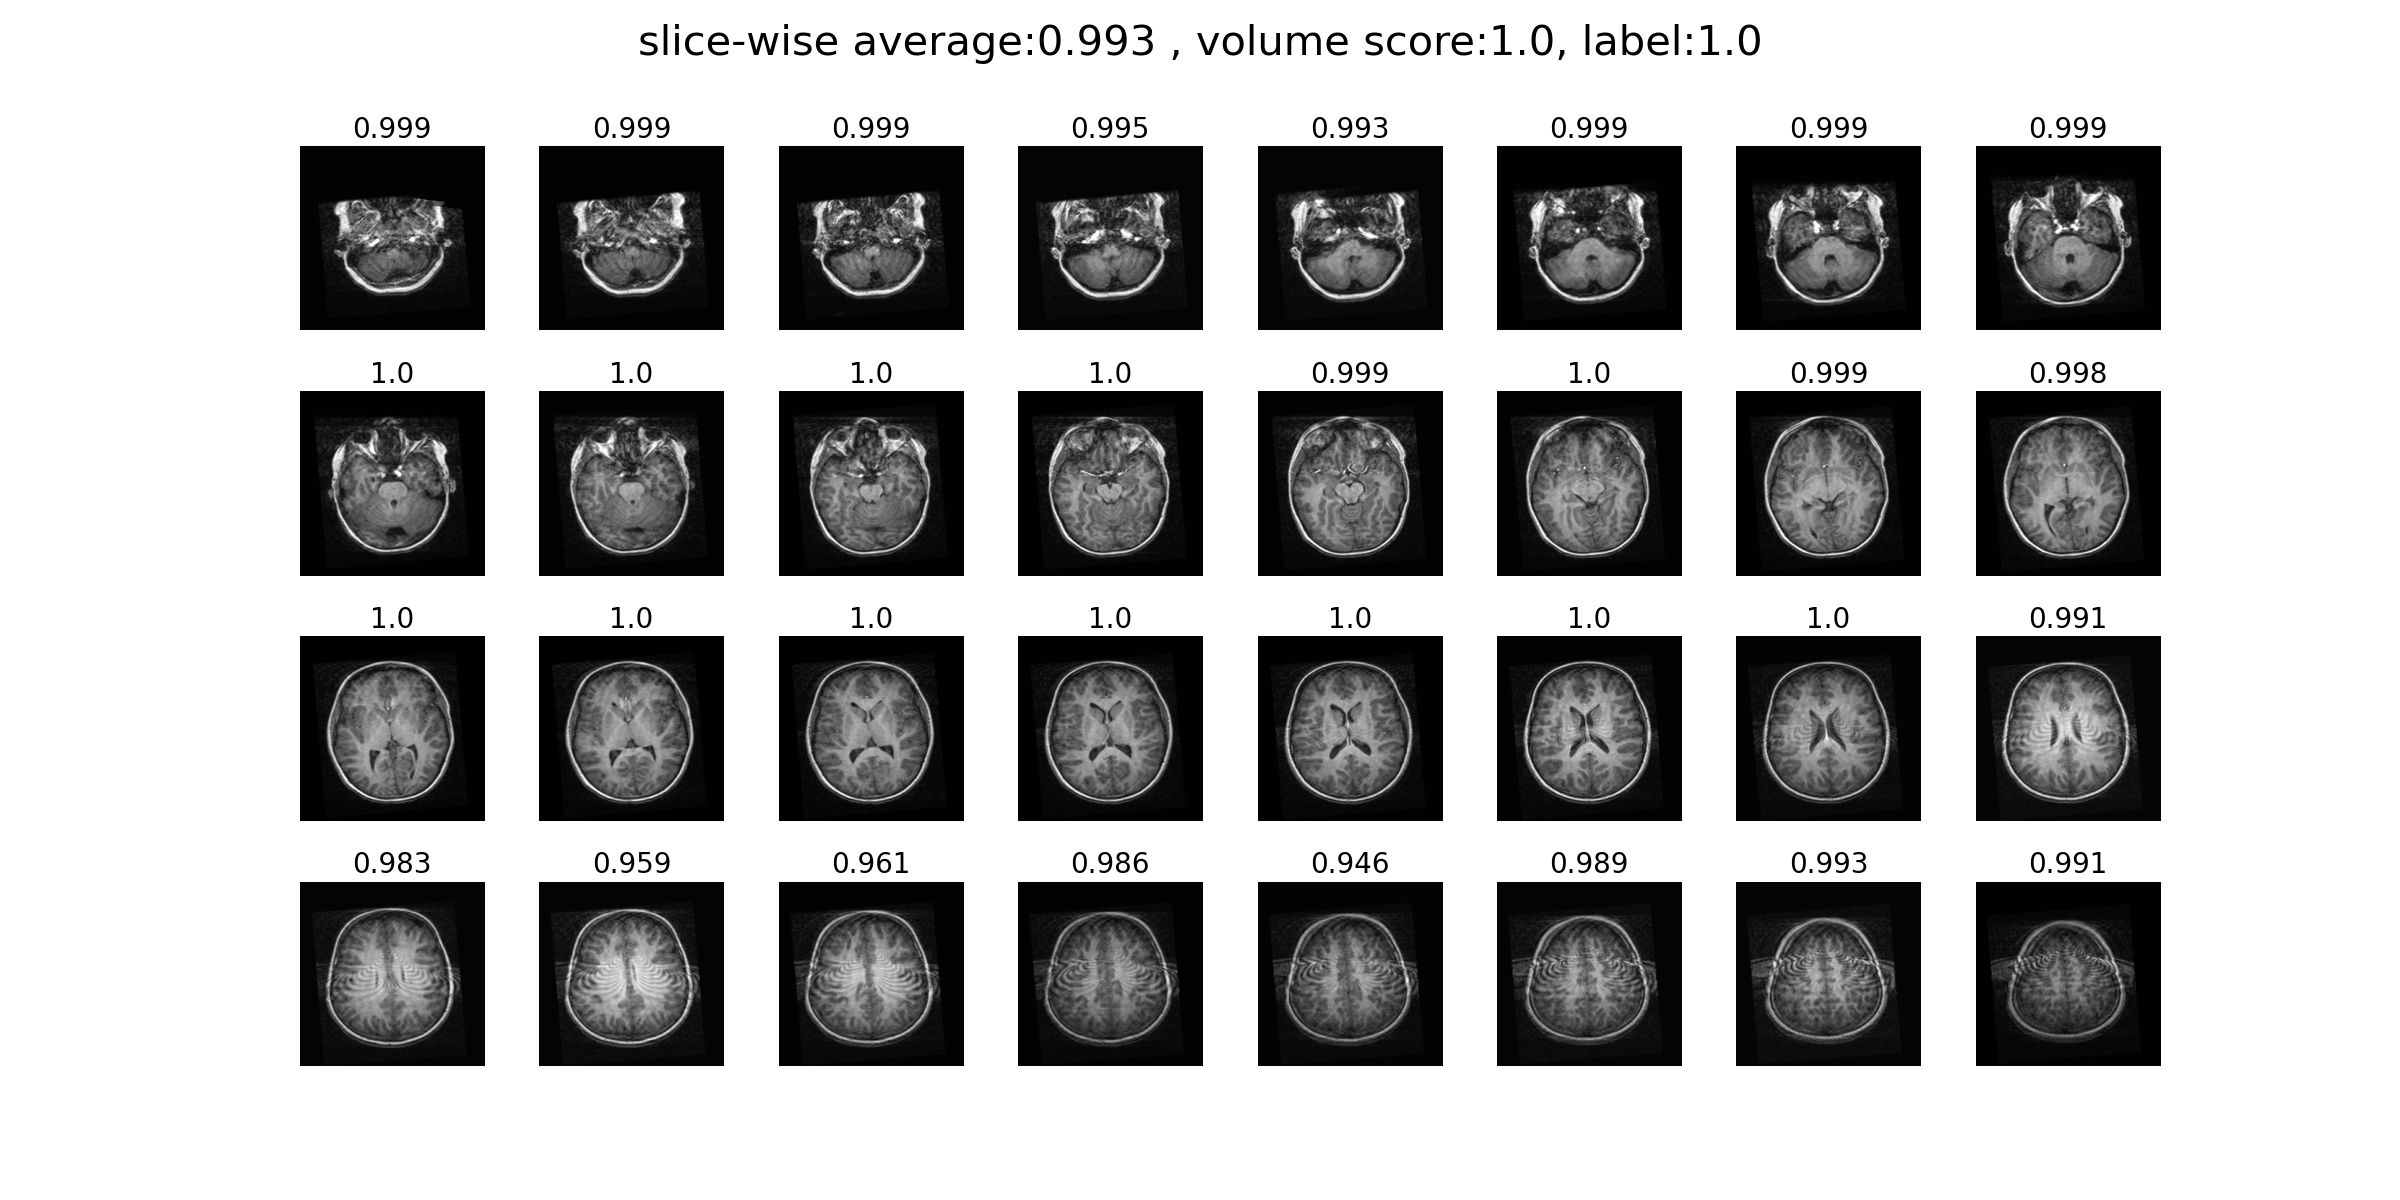 slice-wise average:0.993 , volume score:1.0, label:1.0
0.999 0.999 0.999 0.995 0.993 0.999 0.999 0.999
1.0 1.0 1.0 1.0 0.999 1.0 0.999 0.998
1.0 1.0 1.0 1.0 1.0 1.0 1.0 0.991
0.983 0.959 0.961 0.986 0.946 0.989 0.993 0.991